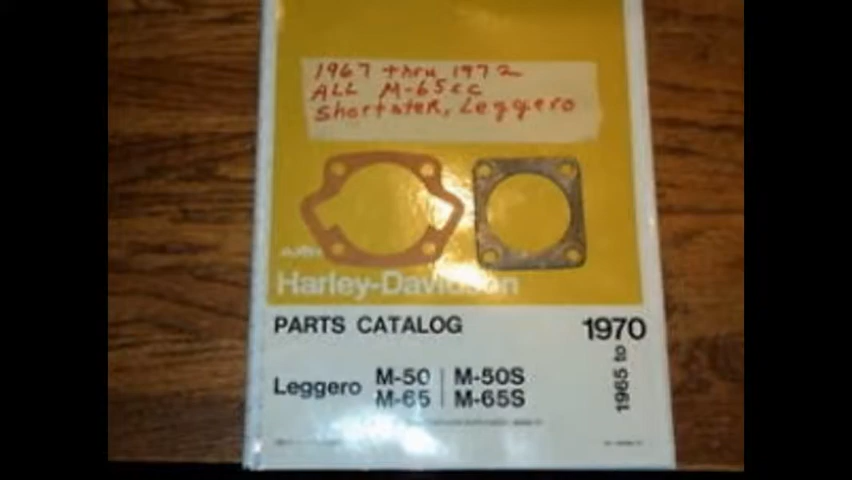 1967 thru 1972
ALL M-65cc
Shortster, Leggero
Harley-Davidson
PARTS CATALOG
1970
1965 to
Leggero M-50 M-50S
M-65 M-65S